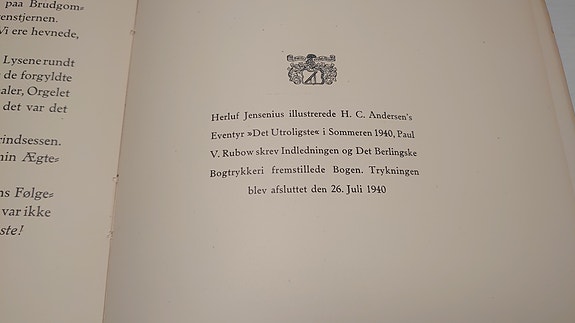 paa Brudgom=
enstjernen.
Vi ere hevnede,
Lysene rundt
de forgyldte
aler, Orgelet
det var det
rindsessen.
min Ægte=
ns Følge=
var ikke
ste!
Herluf Jensenius illustrerede H. C. Andersen's
Eventyr »Det Utroligste« i Sommeren 1940, Paul
V. Rubow skrev Indledningen og Det Berlingske
Bogtrykkeri fremstillede Bogen. Trykningen
blev afsluttet den 26. Juli 1940